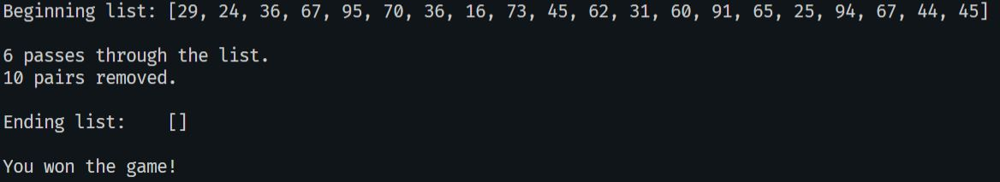 Beginning list: [29, 24, 36, 67, 95, 70, 36, 16, 73, 45, 62, 31, 60, 91, 65, 25, 94, 67, 44, 45]
6 passes through the list.
10 pairs removed.
Ending list:    []
You won the game!